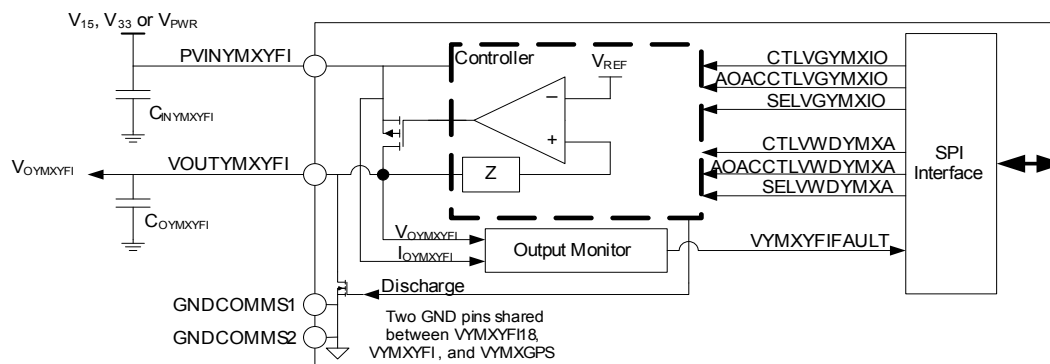 V15, V33 or VPWR
PVINYMXYFI
CINYMXYFI
VOYMXYFI
VOUTYMXYFI
COYMXYFI
GNDCOMMS1
GNDCOMMS2
Controller
VREF
−
+
Z
VOYMXYFI
IOYMXYFI
Output Monitor
Discharge
Two GND pins shared
between VYMXYFI18,
VYMXYFI, and VYMXGPS
CTLVGYMXIO
AOACCTLVGYMXIO
SELVGYMXIO
CTLVWDYMXA
AOACCTLVWDYMXA
SELVWDYMXA
VYMXYFIFAULT
SPI
Interface